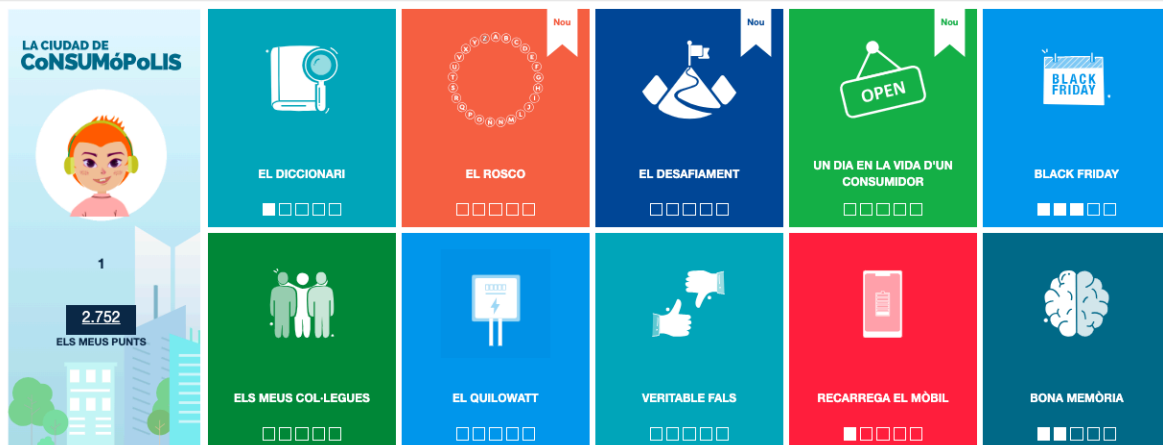 LA CIUDAD DE
CoNSUMóPoLIS
1
2.752
ELS MEUS PUNTS
EL DICCIONARI
Nou
A B C D E F G H I J L M N Ñ O P Q R S T U V X Y Z
EL ROSCO
Nou
EL DESAFIAMENT
Nou
OPEN
UN DIA EN LA VIDA D'UN
CONSUMIDOR
BLACK
FRIDAY
BLACK FRIDAY
ELS MEUS COL·LEGUES
EL QUILOWATT
VERITABLE FALS
RECARREGA EL MÒBIL
BONA MEMÒRIA